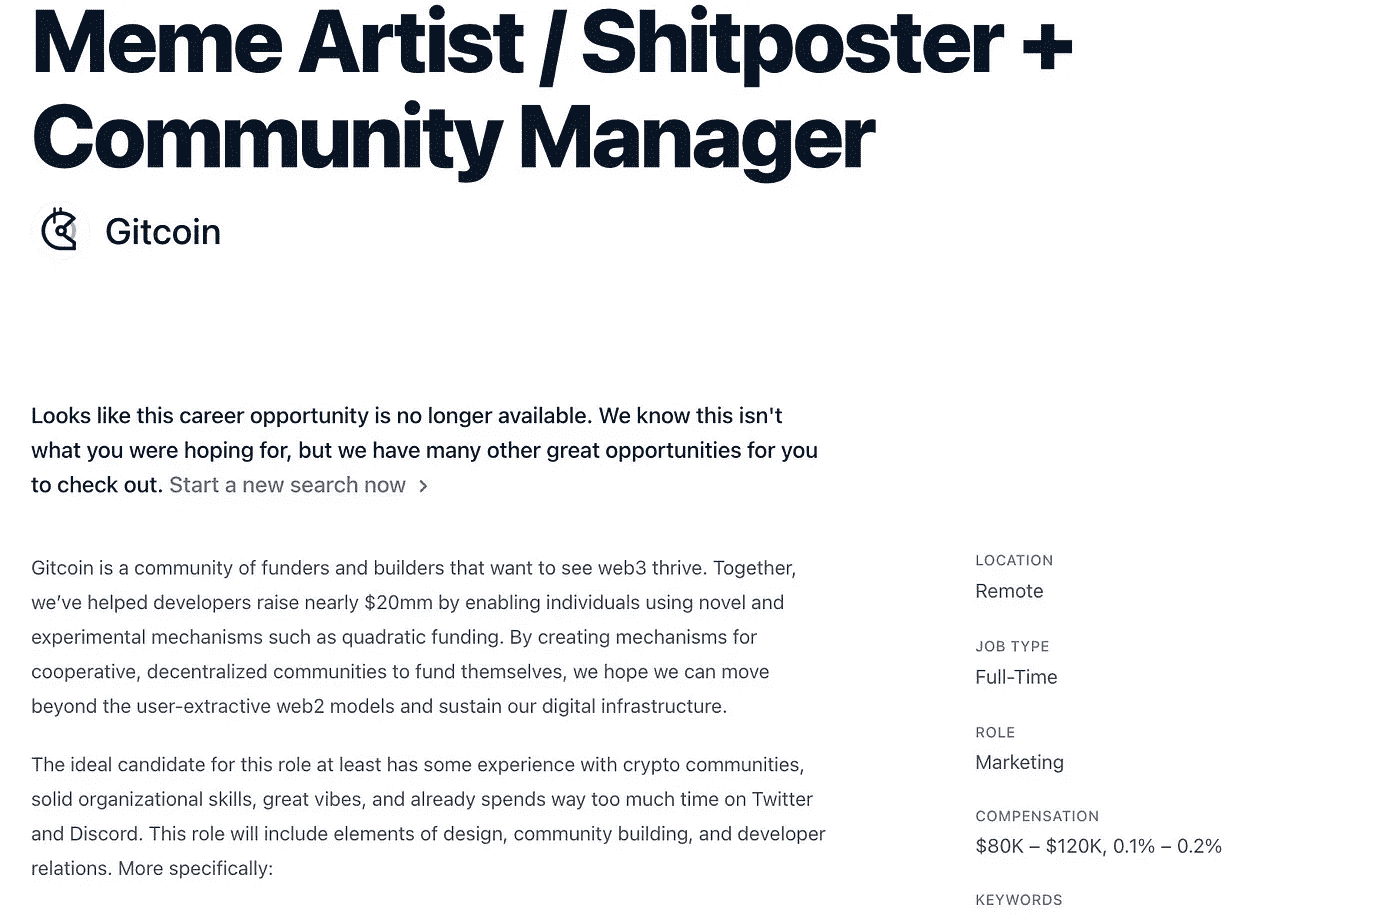 Meme Artist / Shitposter +
Community Manager
Gitcoin
Looks like this career opportunity is no longer available. We know this isn't
what you were hoping for, but we have many other great opportunities for you
to check out. Start a new search now >
Gitcoin is a community of funders and builders that want to see web3 thrive. Together,
we’ve helped developers raise nearly $20mm by enabling individuals using novel and
experimental mechanisms such as quadratic funding. By creating mechanisms for
cooperative, decentralized communities to fund themselves, we hope we can move
beyond the user-extractive web2 models and sustain our digital infrastructure.
The ideal candidate for this role at least has some experience with crypto communities,
solid organizational skills, great vibes, and already spends way too much time on Twitter
and Discord. This role will include elements of design, community building, and developer
relations. More specifically:
LOCATION
Remote
JOB TYPE
Full-Time
ROLE
Marketing
COMPENSATION
$80K – $120K, 0.1% – 0.2%
KEYWORDS